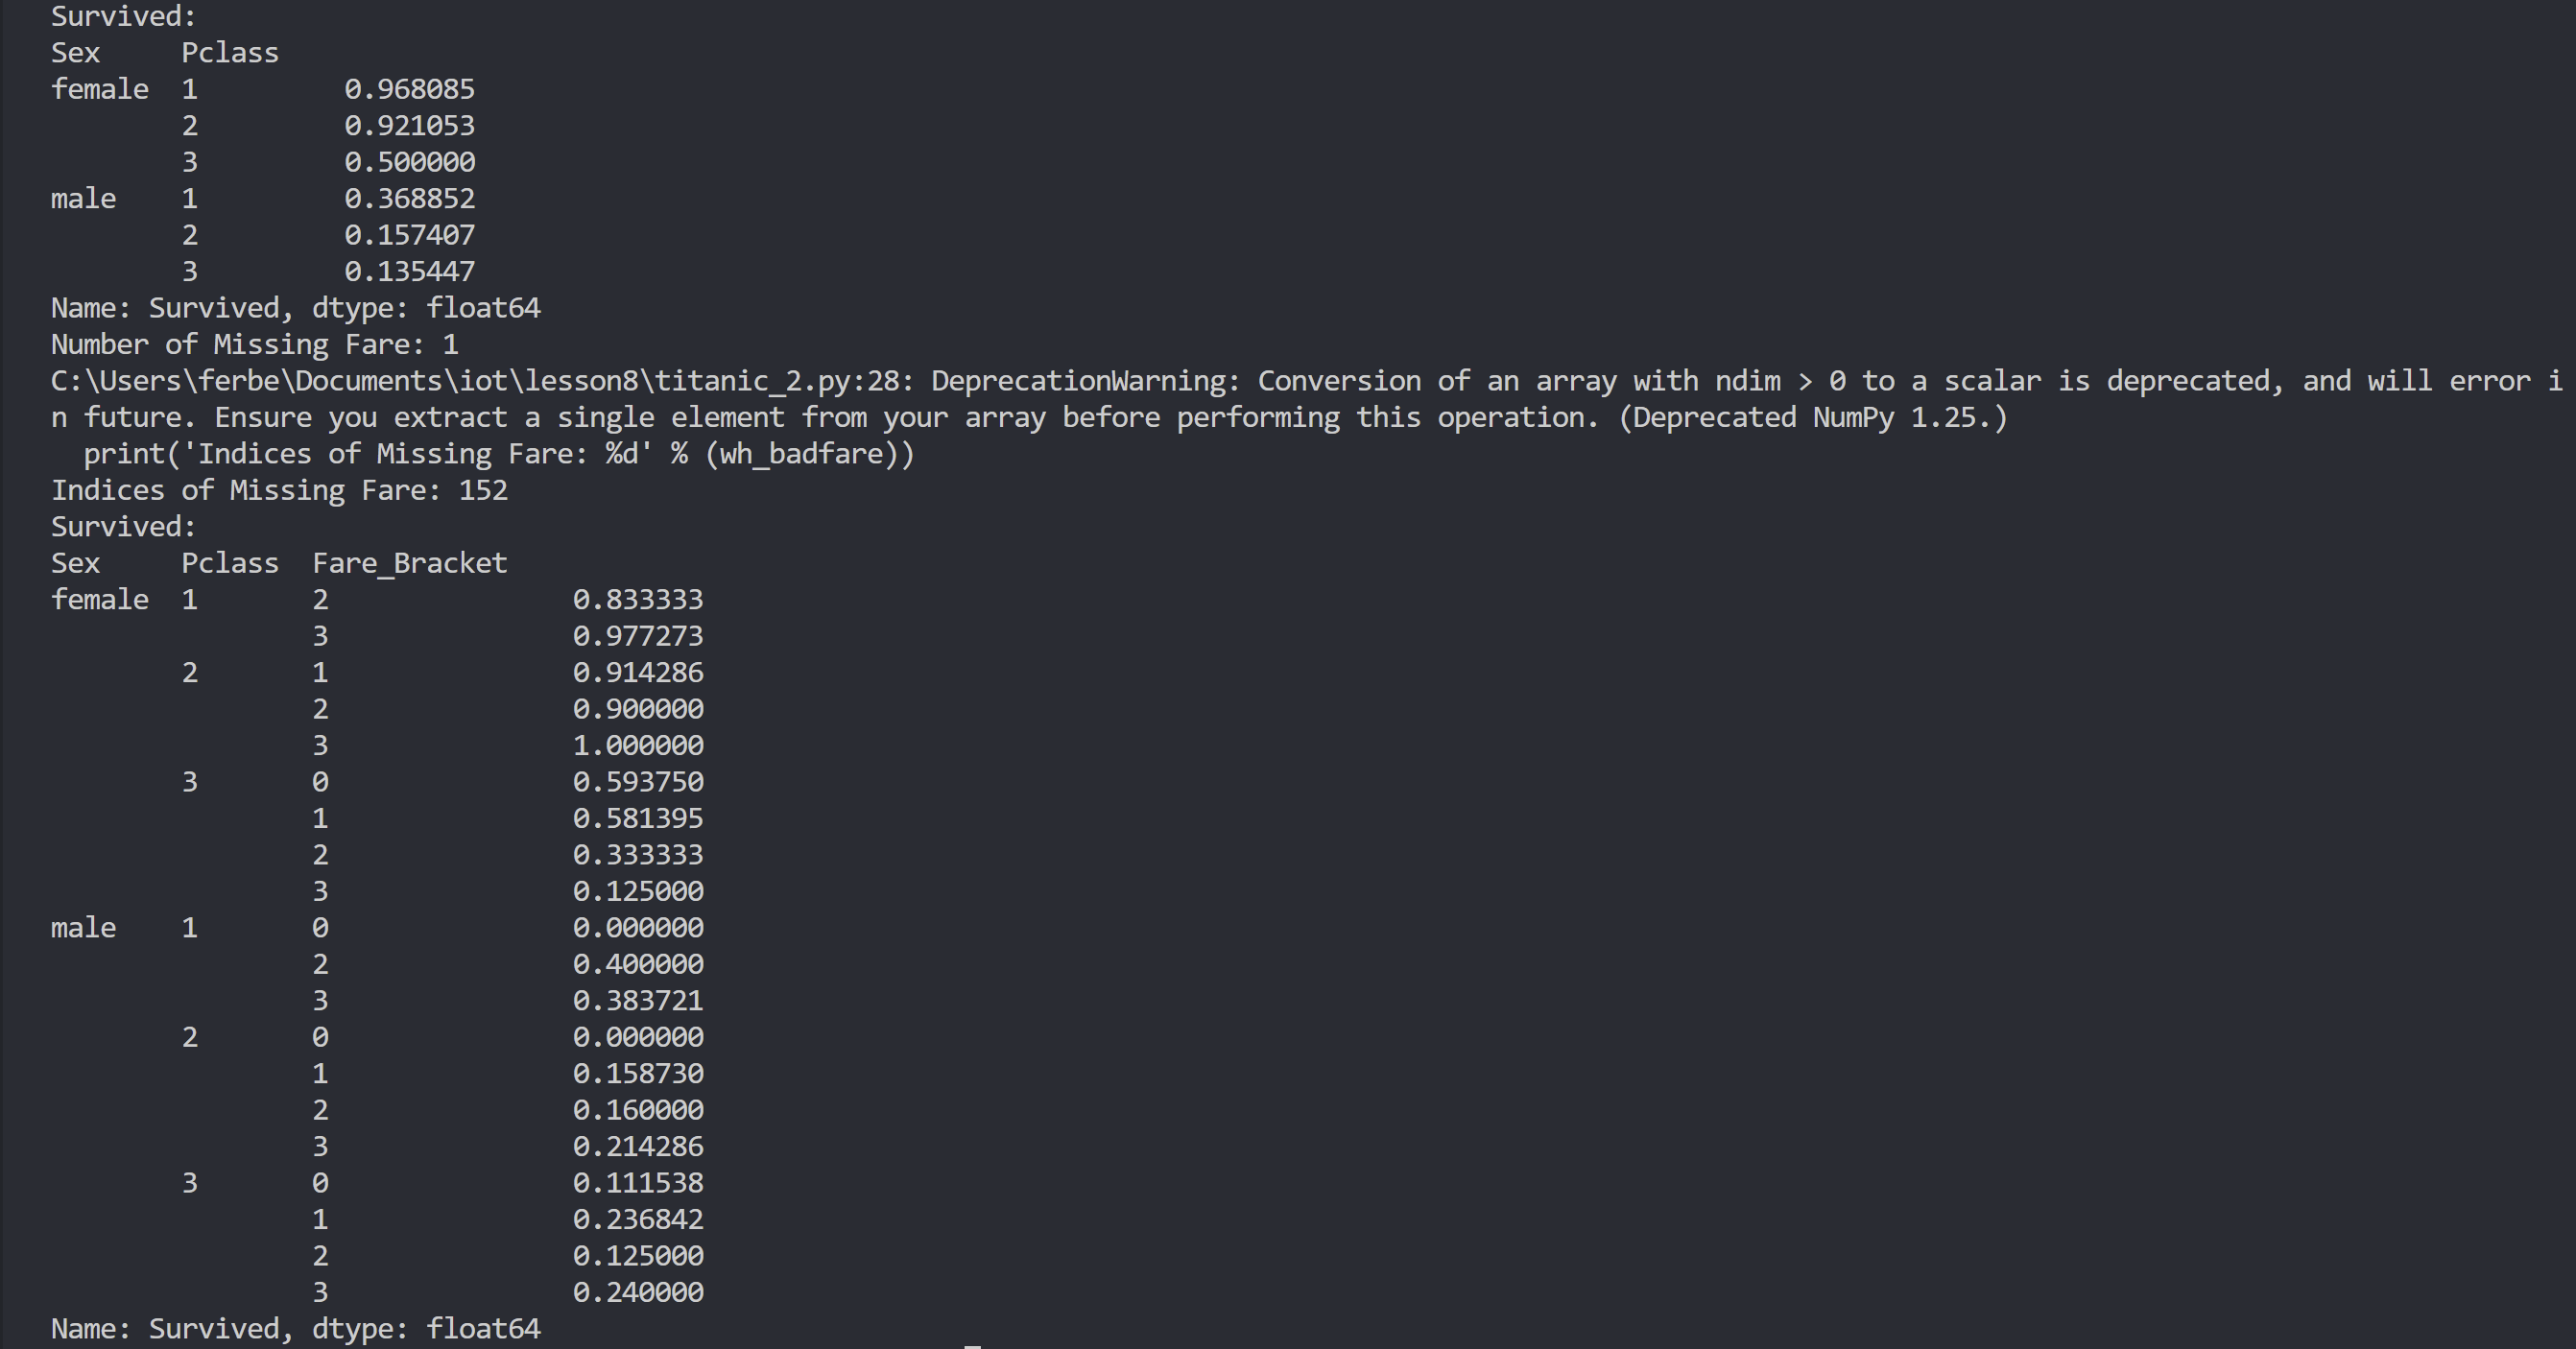 Survived:
Sex     Pclass
female  1         0.968085
        2         0.921053
        3         0.500000
male    1         0.368852
        2         0.157407
        3         0.135447
Name: Survived, dtype: float64
Number of Missing Fare: 1
C:\Users\ferbe\Documents\iot\lesson8\titanic_2.py:28: DeprecationWarning: Conversion of an array with ndim > 0 to a scalar is deprecated, and will error i
n future. Ensure you extract a single element from your array before performing this operation. (Deprecated NumPy 1.25.)
  print('Indices of Missing Fare: %d' % (wh_badfare))
Indices of Missing Fare: 152
Survived:
Sex     Pclass  Fare_Bracket
female  1       2               0.833333
                3               0.977273
        2       1               0.914286
                2               0.900000
                3               1.000000
        3       0               0.593750
                1               0.581395
                2               0.333333
                3               0.125000
male    1       0               0.000000
                2               0.400000
                3               0.383721
        2       0               0.000000
                1               0.158730
                2               0.160000
                3               0.214286
        3       0               0.111538
                1               0.236842
                2               0.125000
                3               0.240000
Name: Survived, dtype: float64